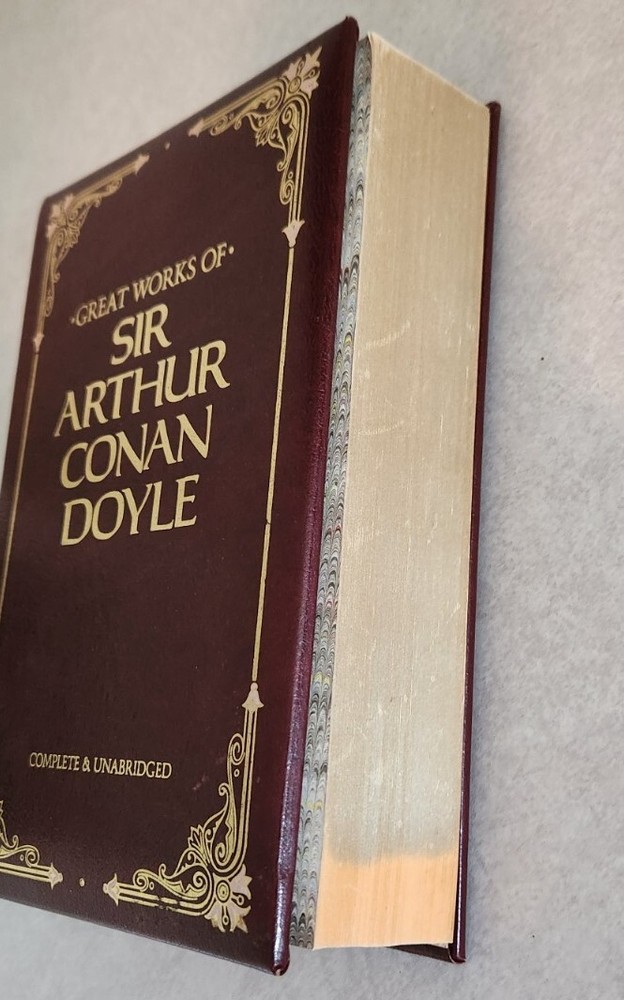 •GREAT WORKS OF•
SIR
ARTHUR
CONAN
DOYLE
COMPLETE & UNABRIDGED